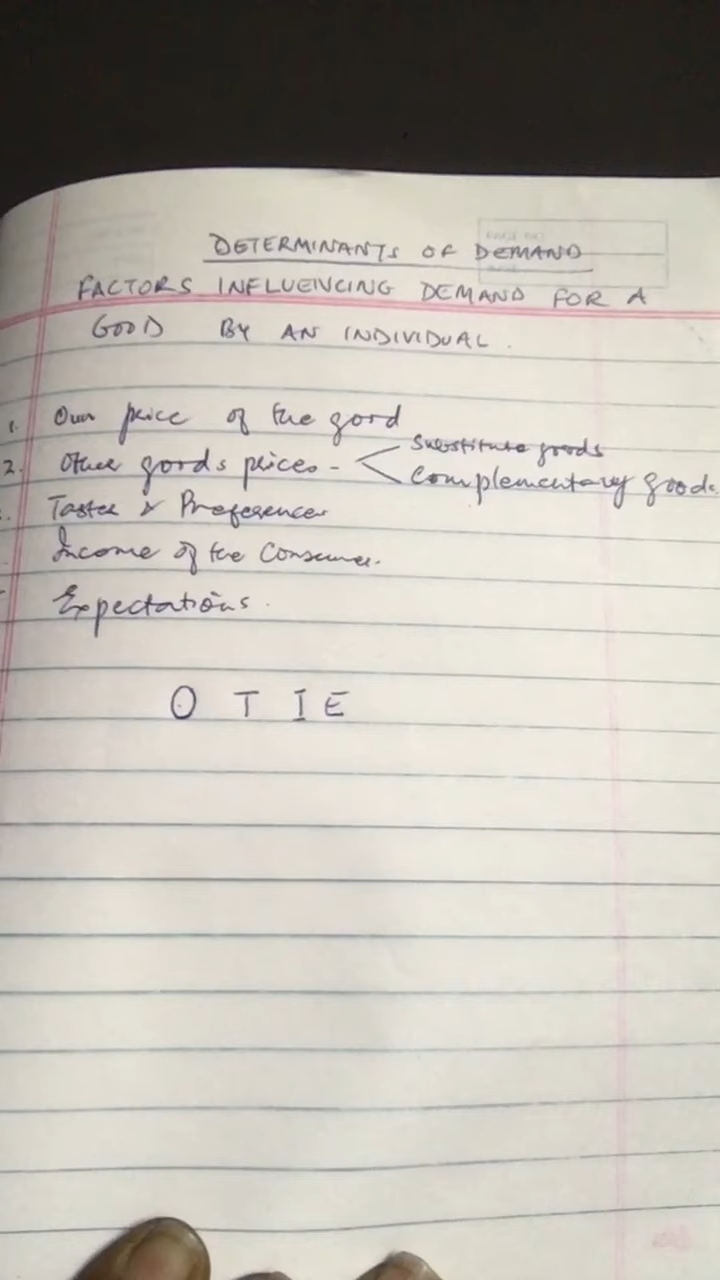 DETERMINANTS OF DEMAND
FACTORS INFLUENCING DEMAND FOR A
GOOD BY AN INDIVIDUAL.
1. Own price of the good
2. Other goods prices - < Substitute goods
Complementary goods
Tastes & Preferences
Income of the Consumer.
Expectations.
O T I E